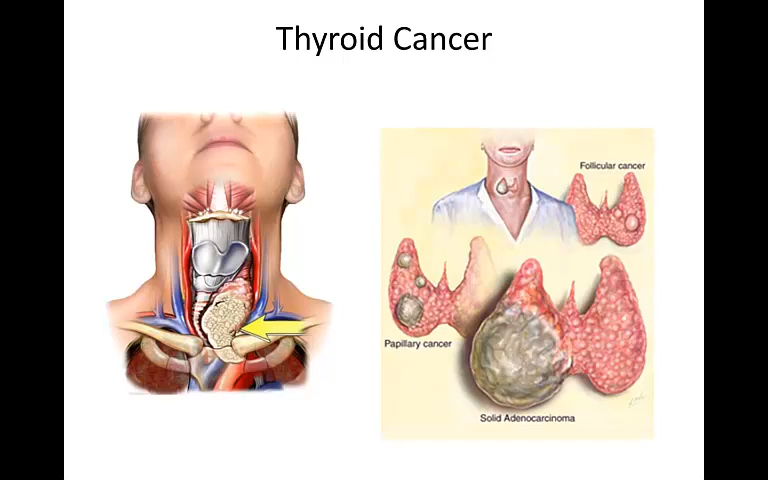 Thyroid Cancer
Follicular cancer
Papillary cancer
Solid Adenocarcinoma